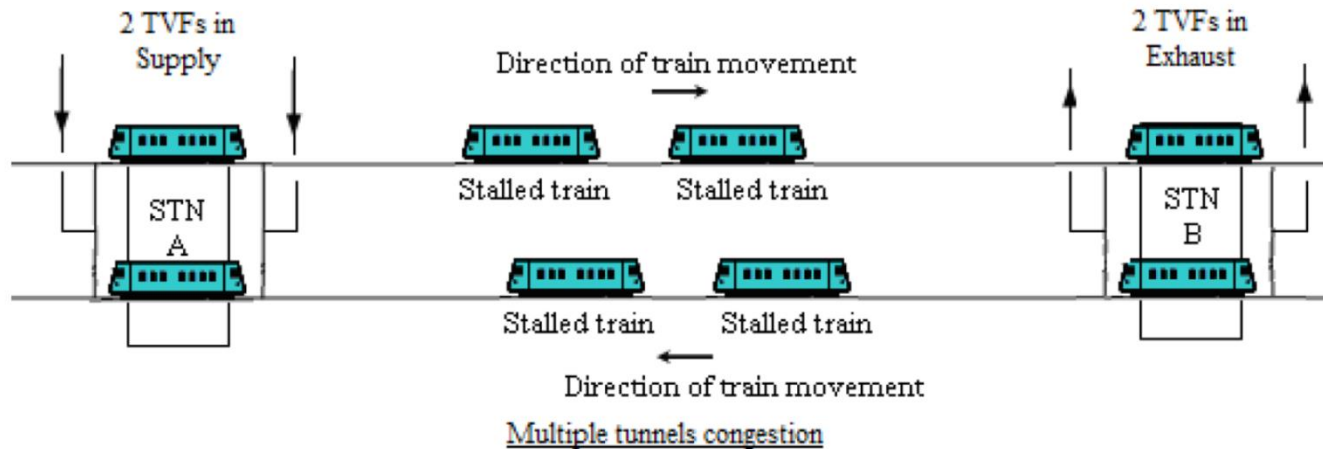 2 TVFs in
Supply
2 TVFs in
Exhaust
Direction of train movement
Stalled train
Stalled train
STN
A
STN
B
Stalled train
Stalled train
Direction of train movement
Multiple tunnels congestion